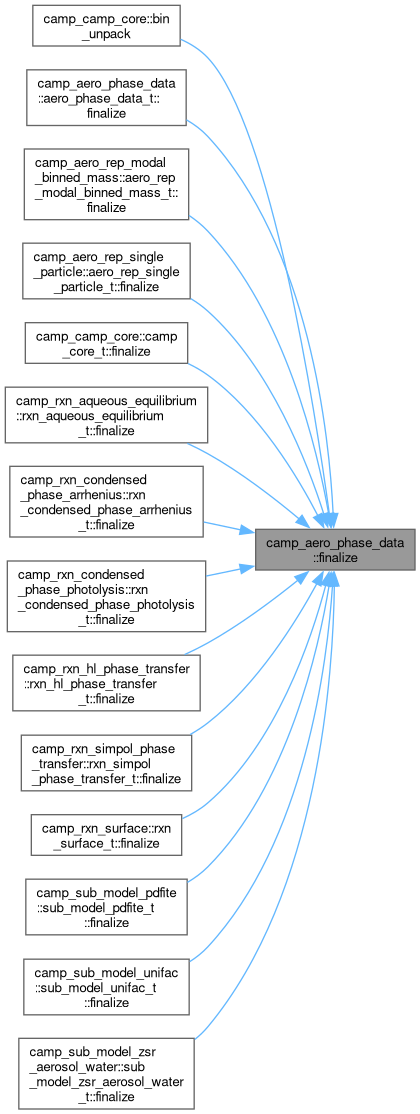 camp_camp_core::bin
_unpack
camp_aero_phase_data
::aero_phase_data_t::
finalize
camp_aero_rep_modal
_binned_mass::aero_rep
_modal_binned_mass_t::
finalize
camp_aero_rep_single
_particle::aero_rep_single
_particle_t::finalize
camp_camp_core::camp
_core_t::finalize
camp_rxn_aqueous_equilibrium
::rxn_aqueous_equilibrium
_t::finalize
camp_rxn_condensed
_phase_arrhenius::rxn
_condensed_phase_arrhenius
_t::finalize
camp_aero_phase_data
::finalize
camp_rxn_condensed
_phase_photolysis::rxn
_condensed_phase_photolysis
_t::finalize
camp_rxn_hl_phase_transfer
::rxn_hl_phase_transfer
_t::finalize
camp_rxn_simpol_phase
_transfer::rxn_simpol
_phase_transfer_t::finalize
camp_rxn_surface::rxn
_surface_t::finalize
camp_sub_model_pdfite
::sub_model_pdfite_t
::finalize
camp_sub_model_unifac
::sub_model_unifac_t
::finalize
camp_sub_model_zsr
_aerosol_water::sub
_model_zsr_aerosol_water
_t::finalize